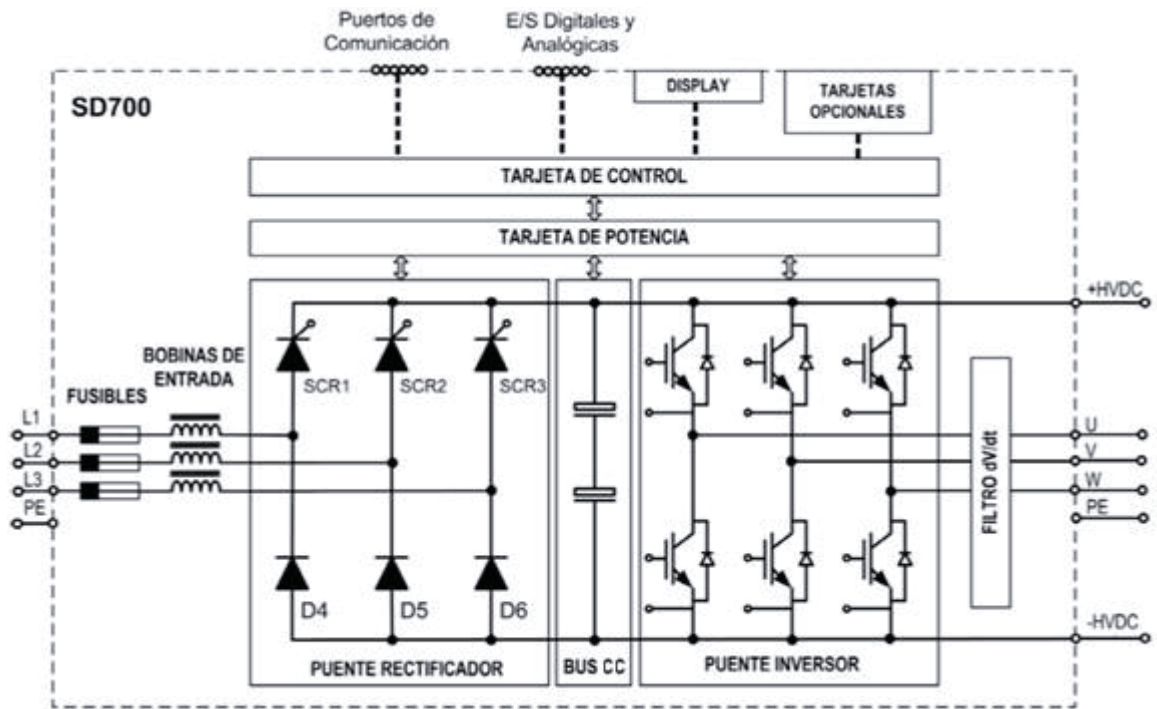 Puertos de
Comunicación
E/S Digitales y
Analógicas
SD700
DISPLAY
TARJETAS
OPCIONALES
TARJETA DE CONTROL
TARJETA DE POTENCIA
+HVDC
BOBINAS DE
ENTRADA
SCR1
SCR2
SCR3
FUSIBLES
L1
L2
L3
PE
U
V
W
PE
FILTRO dV/dt
D4
D5
D6
-HVDC
PUENTE RECTIFICADOR
BUS CC
PUENTE INVERSOR